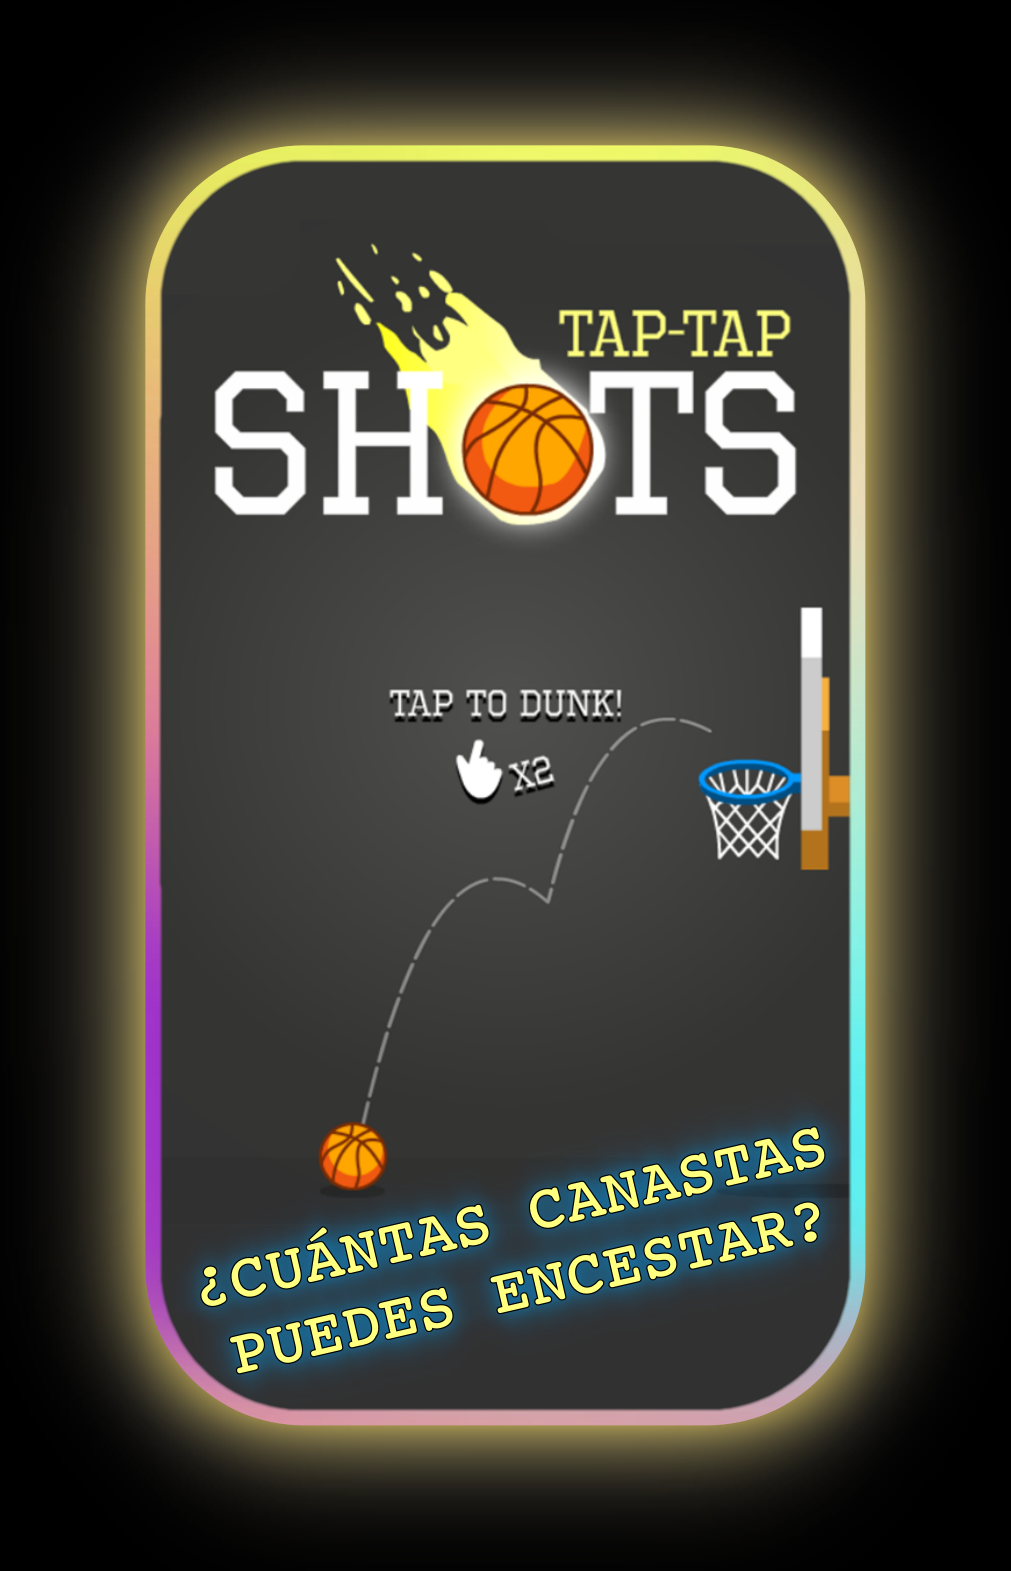 TAP-TAP
SHOTS
TAP TO DUNK!
X2
¿CUÁNTAS CANASTAS
PUEDES ENCESTAR?